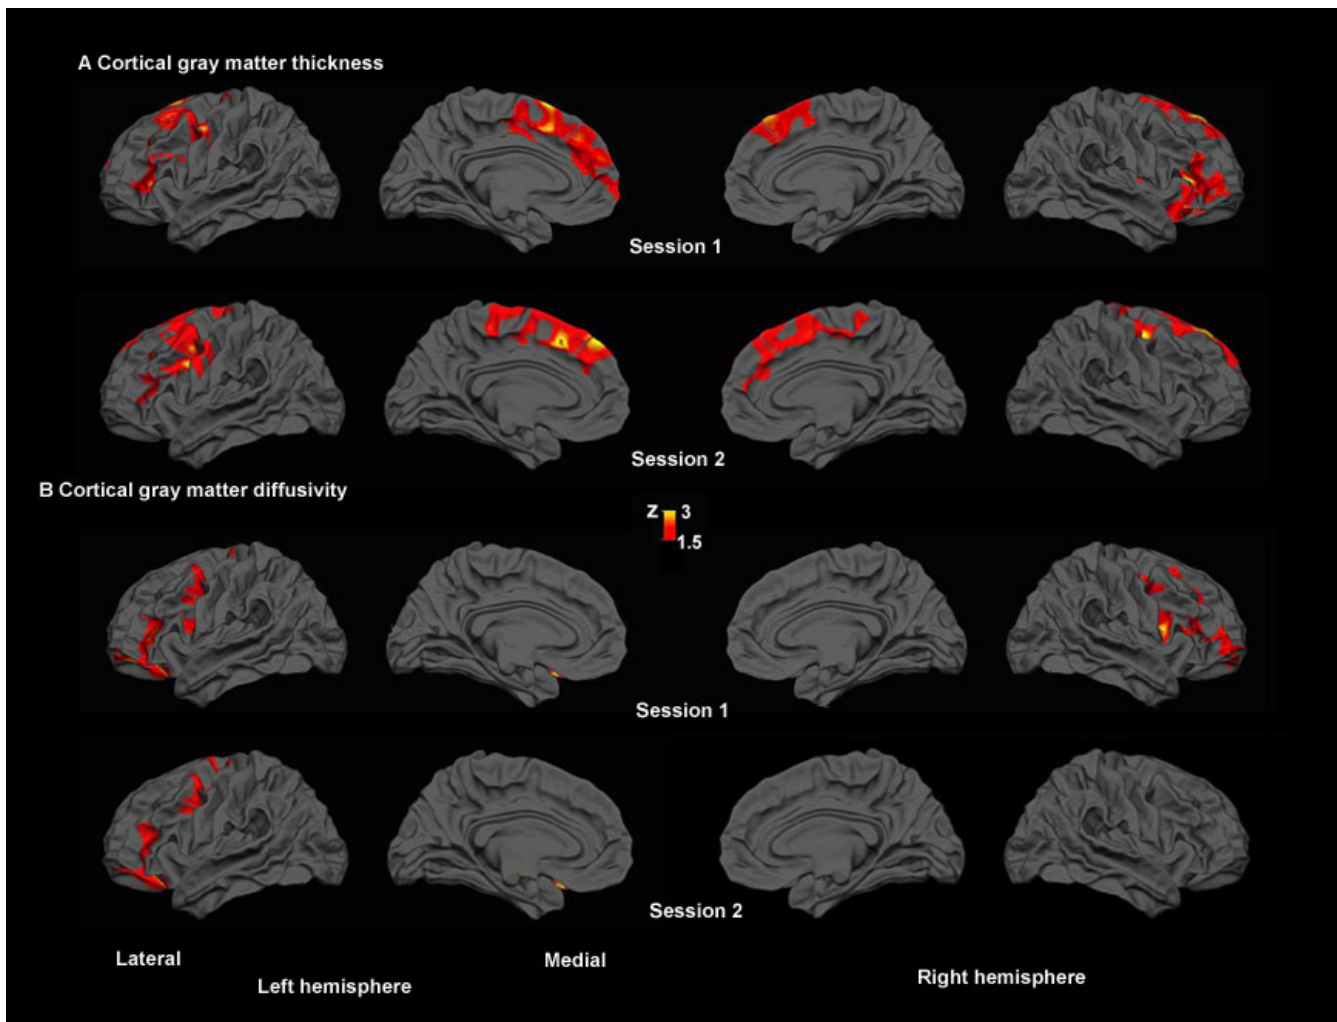 A Cortical gray matter thickness
Session 1
Session 2
B Cortical gray matter diffusivity
Z 3
1.5
Session 1
Session 2
Lateral
Medial
Left hemisphere
Right hemisphere